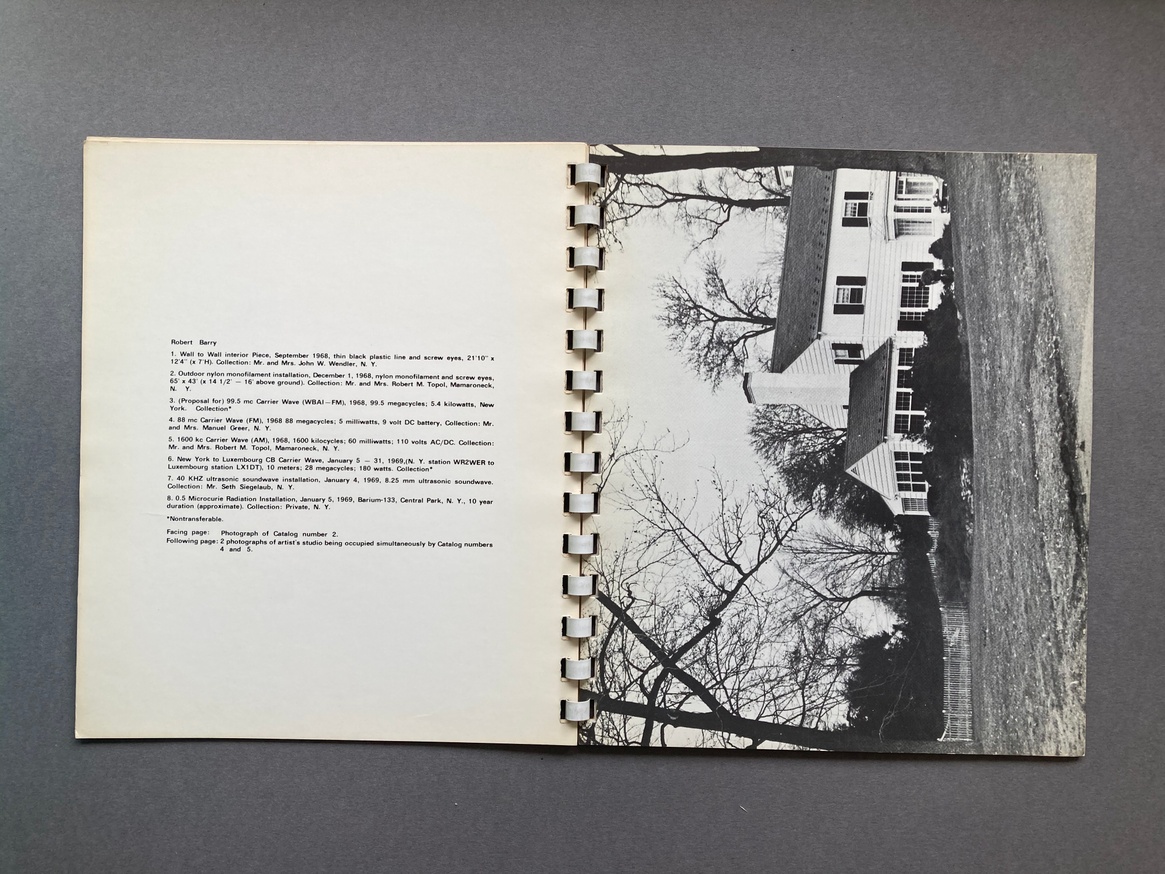 Robert Barry
1. Wall to Wall interior Piece, September 1968, thin black plastic line and screw eyes, 21'10" x
12'4" (x 7'H). Collection: Mr. and Mrs. John W. Wendler, N. Y.
2. Outdoor nylon monofilament installation, December 1, 1968, nylon monofilament and screw eyes,
65' x 43' (x 14 1/2' — 16' above ground). Collection: Mr. and Mrs. Robert M. Topol, Mamaroneck,
N. Y.
3. (Proposal for) 99.5 mc Carrier Wave (WBAI—FM), 1968, 99.5 megacycles; 5.4 kilowatts, New
York. Collection*
4. 88 mc Carrier Wave (FM), 1968 88 megacycles; 5 milliwatts, 9 volt DC battery, Collection: Mr.
and Mrs. Manuel Greer, N. Y.
5. 1600 kc Carrier Wave (AM), 1968, 1600 kilocycles; 60 milliwatts; 110 volts AC/DC. Collection:
Mr. and Mrs. Robert M. Topol, Mamaroneck, N. Y.
6. New York to Luxembourg CB Carrier Wave, January 5 — 31, 1969,(N. Y. station WR2WER to
Luxembourg station LX1DT), 10 meters; 28 megacycles; 180 watts. Collection*
7. 40 KHZ ultrasonic soundwave installation, January 4, 1969, 8.25 mm ultrasonic soundwave.
Collection: Mr. Seth Siegelaub, N. Y.
8. 0.5 Microcurie Radiation Installation, January 5, 1969, Barium-133, Central Park, N. Y., 10 year
duration (approximate). Collection: Private, N. Y.
*Nontransferable.
Facing page: Photograph of Catalog number 2.
Following page: 2 photographs of artist's studio being occupied simultaneously by Catalog numbers
4 and 5.